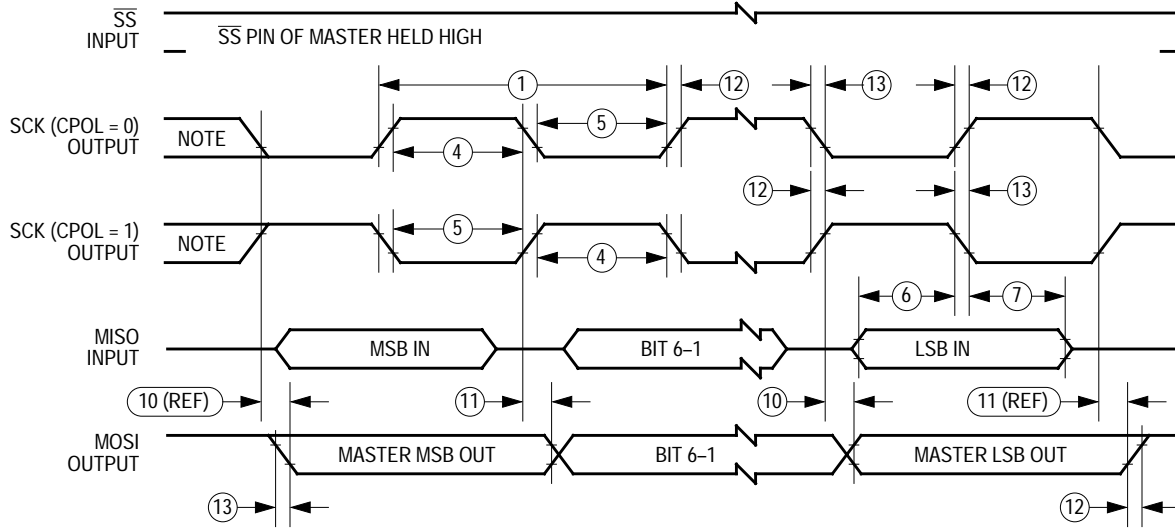 SS
INPUT
SS PIN OF MASTER HELD HIGH
1
12
13
12
SCK (CPOL = 0)
OUTPUT
NOTE
4
5
12
13
SCK (CPOL = 1)
OUTPUT
NOTE
5
4
6
7
MISO
INPUT
MSB IN
BIT 6–1
LSB IN
10 (REF)
11
10
11 (REF)
MOSI
OUTPUT
MASTER MSB OUT
BIT 6–1
MASTER LSB OUT
13
12